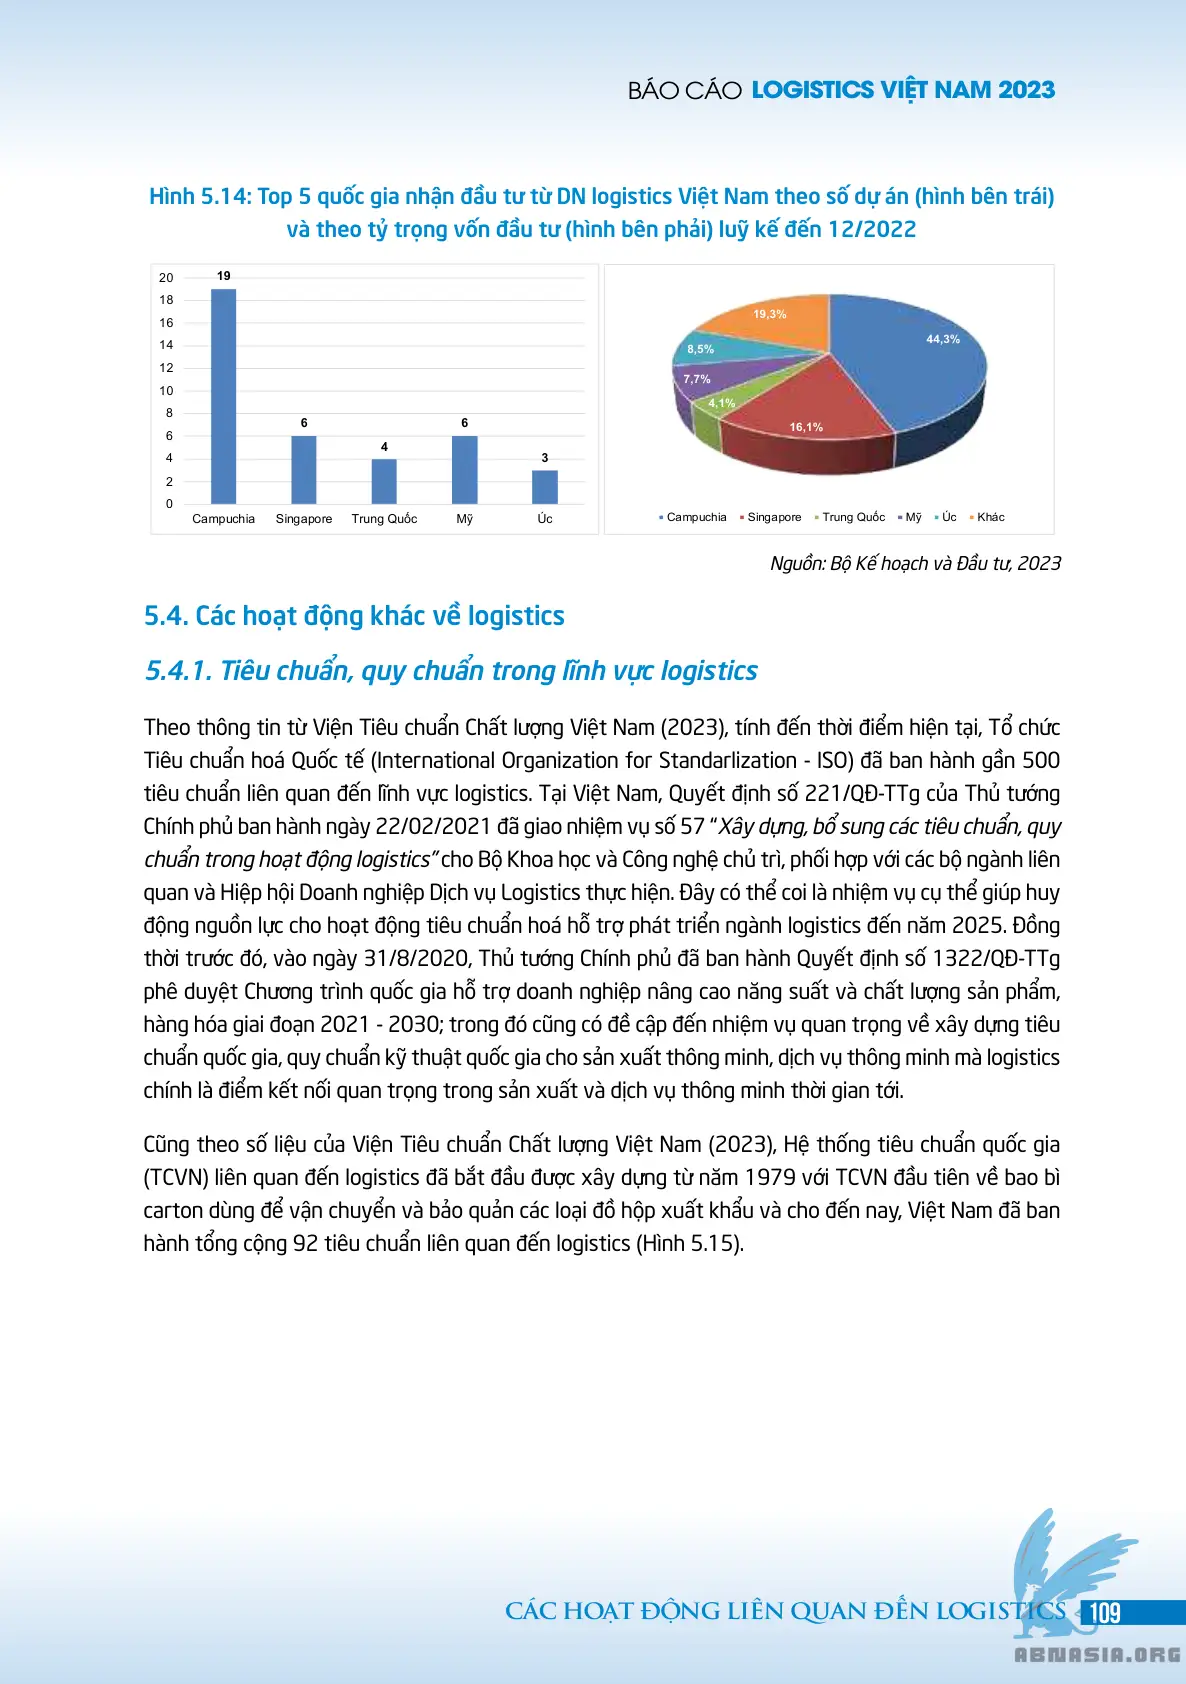 BÁO CÁO LOGISTICS VIỆT NAM 2023
Hình 5.14: Top 5 quốc gia nhận đầu tư từ DN logistics Việt Nam theo số dự án (hình bên trái)
và theo tỷ trọng vốn đầu tư (hình bên phải) luỹ kế đến 12/2022
20
18
16
14
12
10
8
6
4
2
0
19
6
4
6
3
Campuchia Singapore Trung Quốc Mỹ Úc
19,3%
44,3%
8,5%
7,7%
4,1%
16,1%
Campuchia Singapore Trung Quốc Mỹ Úc Khác
Nguồn: Bộ Kế hoạch và Đầu tư, 2023
5.4. Các hoạt động khác về logistics
5.4.1. Tiêu chuẩn, quy chuẩn trong lĩnh vực logistics
Theo thông tin từ Viện Tiêu chuẩn Chất lượng Việt Nam (2023), tính đến thời điểm hiện tại, Tổ chức
Tiêu chuẩn hoá Quốc tế (International Organization for Standarlization - ISO) đã ban hành gần 500
tiêu chuẩn liên quan đến lĩnh vực logistics. Tại Việt Nam, Quyết định số 221/QĐ-TTg của Thủ tướng
Chính phủ ban hành ngày 22/02/2021 đã giao nhiệm vụ số 57 “Xây dựng, bổ sung các tiêu chuẩn, quy
chuẩn trong hoạt động logistics” cho Bộ Khoa học và Công nghệ chủ trì, phối hợp với các bộ ngành liên
quan và Hiệp hội Doanh nghiệp Dịch vụ Logistics thực hiện. Đây có thể coi là nhiệm vụ cụ thể giúp huy
động nguồn lực cho hoạt động tiêu chuẩn hoá hỗ trợ phát triển ngành logistics đến năm 2025. Đồng
thời trước đó, vào ngày 31/8/2020, Thủ tướng Chính phủ đã ban hành Quyết định số 1322/QĐ-TTg
phê duyệt Chương trình quốc gia hỗ trợ doanh nghiệp nâng cao năng suất và chất lượng sản phẩm,
hàng hóa giai đoạn 2021 - 2030; trong đó cũng có đề cập đến nhiệm vụ quan trọng về xây dựng tiêu
chuẩn quốc gia, quy chuẩn kỹ thuật quốc gia cho sản xuất thông minh, dịch vụ thông minh mà logistics
chính là điểm kết nối quan trọng trong sản xuất và dịch vụ thông minh thời gian tới.
Cũng theo số liệu của Viện Tiêu chuẩn Chất lượng Việt Nam (2023), Hệ thống tiêu chuẩn quốc gia
(TCVN) liên quan đến logistics đã bắt đầu được xây dựng từ năm 1979 với TCVN đầu tiên về bao bì
carton dùng để vận chuyển và bảo quản các loại đồ hộp xuất khẩu và cho đến nay, Việt Nam đã ban
hành tổng cộng 92 tiêu chuẩn liên quan đến logistics (Hình 5.15).
CÁC HOẠT ĐỘNG LIÊN QUAN ĐẾN LOGISTICS 109
ABNASIA.ORG